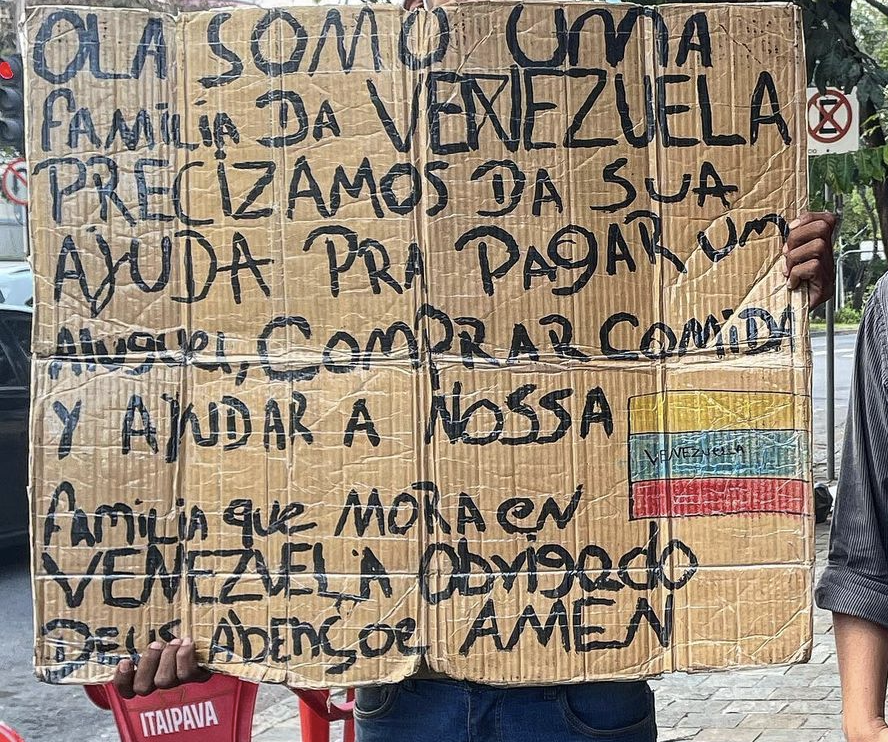 OLA SOMO UMA
FAMILIA DA VENEZUELA
PRECIZAMOS DA SUA
AJUDA PRA PAGAR UM
Aluguel, COMPRAR COMIDA
Y AJUDAR A NOSSA
VENEZUELA
Familia que MORA EN
VENEZUELA Obrigado
DEUS Abençoe AMEN
ITAIPAVA